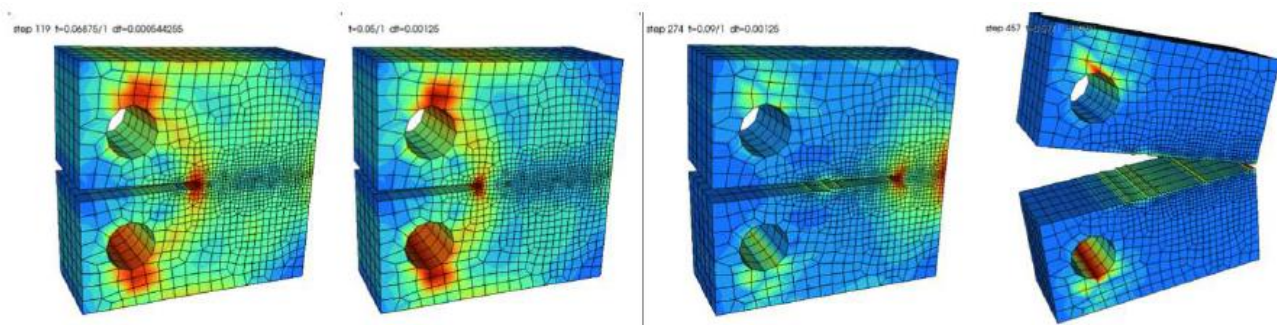 step 119 t=0.06875/1 dt=0.000544255
t=0.05/1 dt=0.00125
step 274 t=0.09/1 dt=0.00125
step 457